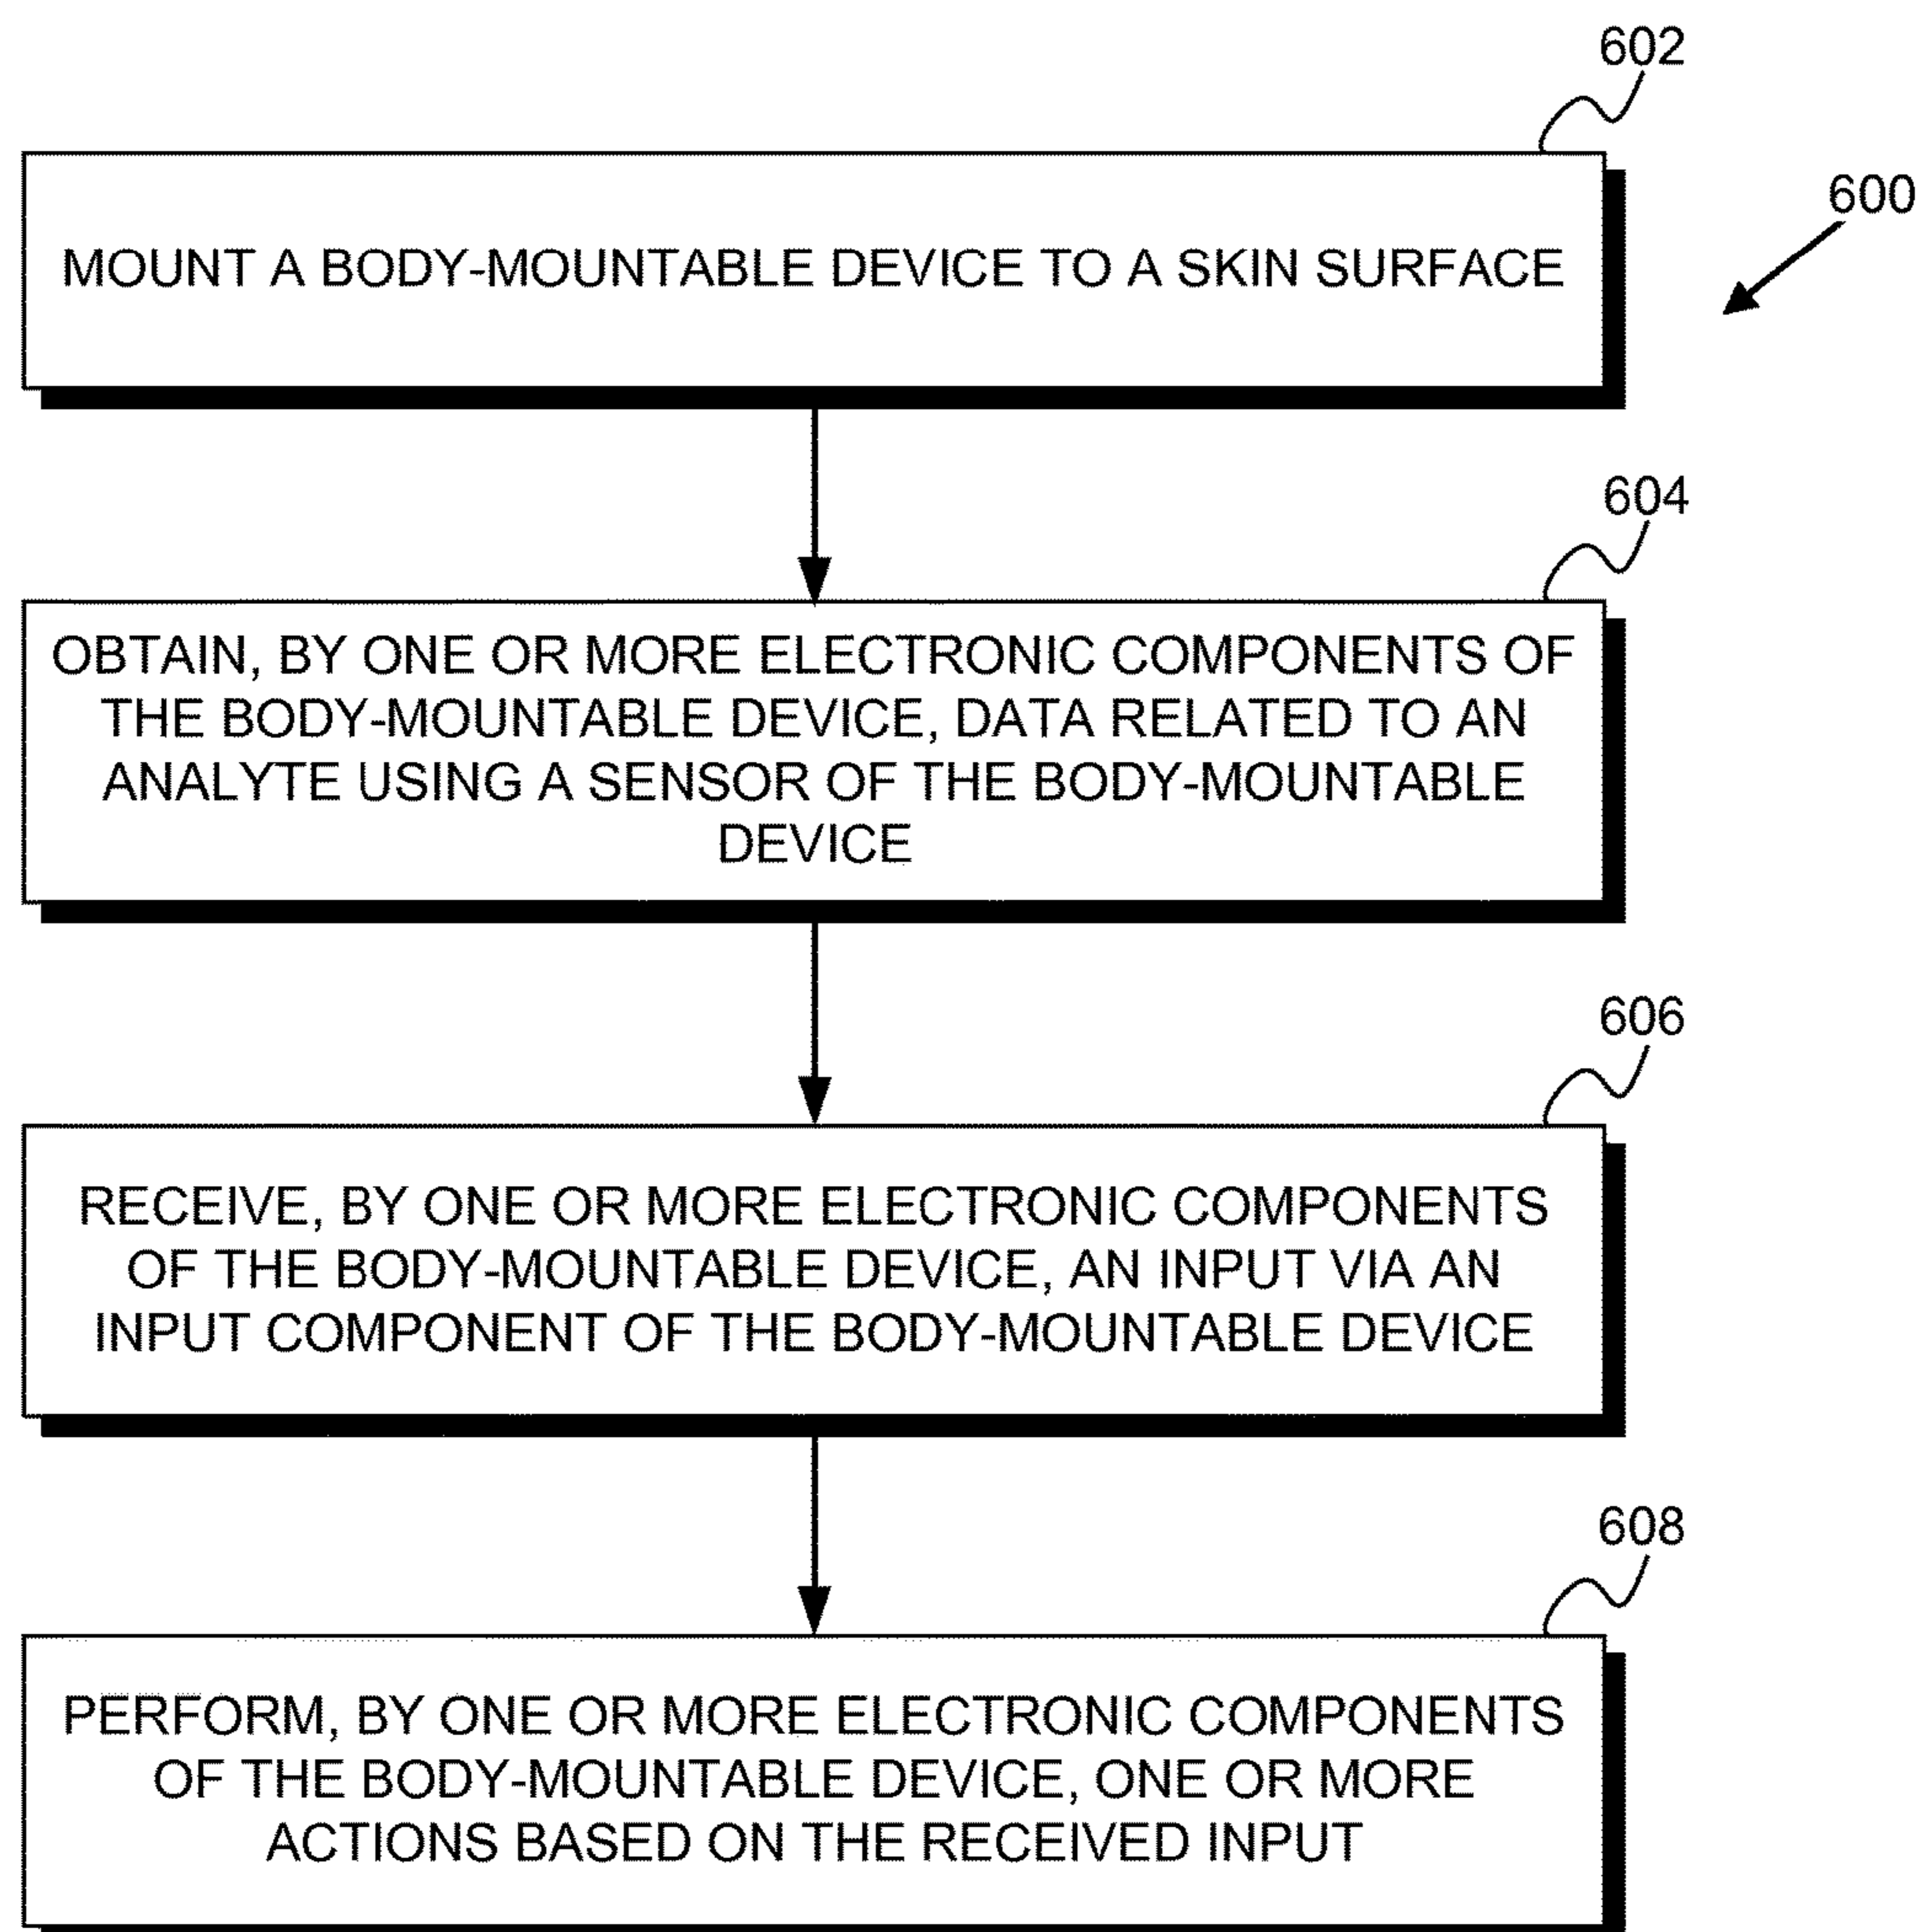 602
600
MOUNT A BODY-MOUNTABLE DEVICE TO A SKIN SURFACE
604
OBTAIN, BY ONE OR MORE ELECTRONIC COMPONENTS OF
THE BODY-MOUNTABLE DEVICE, DATA RELATED TO AN
ANALYTE USING A SENSOR OF THE BODY-MOUNTABLE
DEVICE
606
RECEIVE, BY ONE OR MORE ELECTRONIC COMPONENTS
OF THE BODY-MOUNTABLE DEVICE, AN INPUT VIA AN
INPUT COMPONENT OF THE BODY-MOUNTABLE DEVICE
608
PERFORM, BY ONE OR MORE ELECTRONIC COMPONENTS
OF THE BODY-MOUNTABLE DEVICE, ONE OR MORE
ACTIONS BASED ON THE RECEIVED INPUT